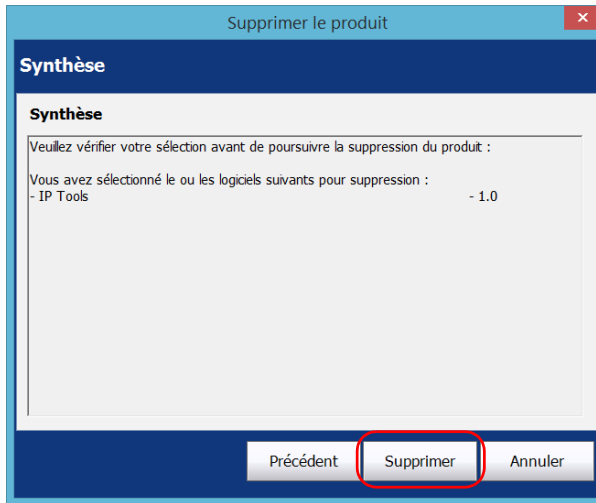 Supprimer le produit
Synthèse
Synthèse
Veuillez vérifier votre sélection avant de poursuivre la suppression du produit :
Vous avez sélectionné le ou les logiciels suivants pour suppression :
- IP Tools - 1.0
Précédent Supprimer Annuler